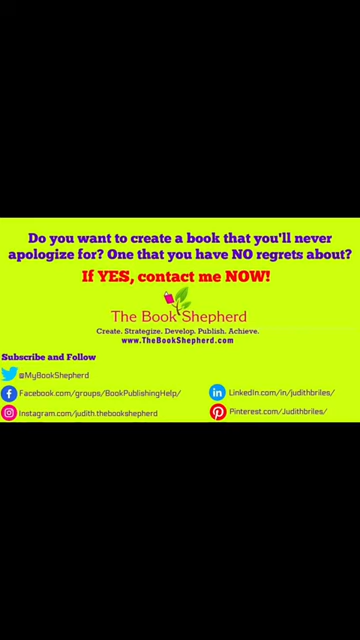 Do you want to create a book that you'll never
apologize for? One that you have NO regrets about?
If YES, contact me NOW!
The Book Shepherd
Create. Strategize. Develop. Publish. Achieve.
www.TheBookShepherd.com
Subscribe and Follow
@MyBookShepherd
Facebook.com/groups/BookPublishingHelp/
LinkedIn.com/in/judithbriles/
Instagram.com/judith.thebookshepherd
Pinterest.com/Judithbriles/